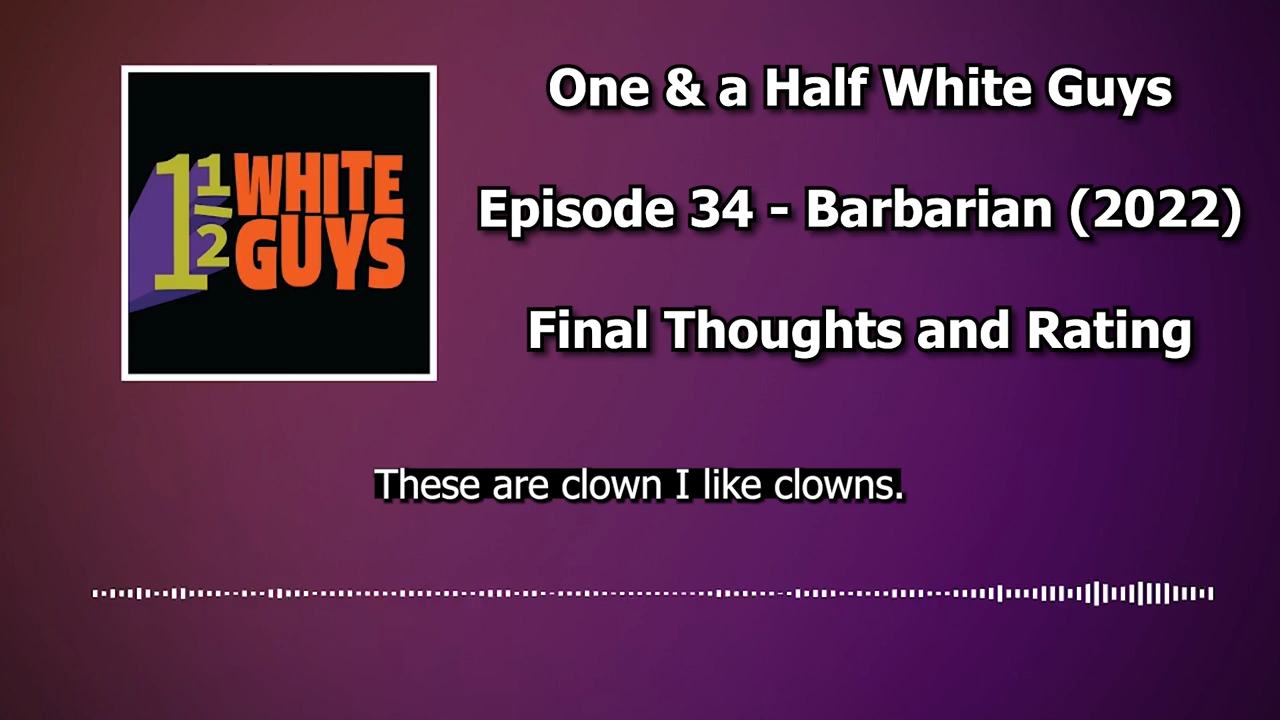 1 1/2 WHITE
GUYS
One & a Half White Guys
Episode 34 - Barbarian (2022)
Final Thoughts and Rating
These are clown I like clowns.